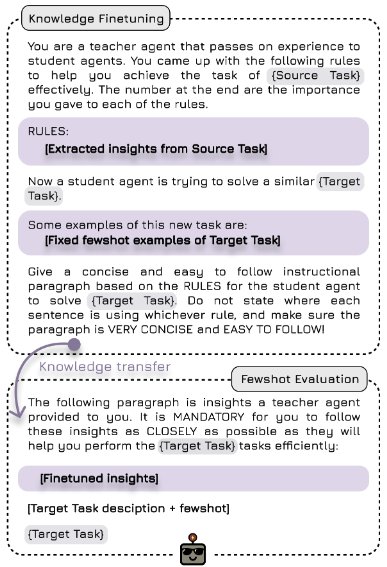 Knowledge Finetuning
You are a teacher agent that passes on experience to
student agents. You came up with the following rules
to help you achieve the task of {Source Task}
effectively. The number at the end are the importance
you gave to each of the rules.
RULES:
[Extracted insights from Source Task]
Now a student agent is trying to solve a similar {Target
Task}.
Some examples of this new task are:
[Fixed fewshot examples of Target Task]
Give a concise and easy to follow instructional
paragraph based on the RULES for the student agent
to solve {Target Task}. Do not state where each
sentence is using whichever rule, and make sure the
paragraph is VERY CONCISE and EASY TO FOLLOW!
Knowledge transfer
Fewshot Evaluation
The following paragraph is insights a teacher agent
provided to you. It is MANDATORY for you to follow
these insights as CLOSELY as possible as they will
help you perform the {Target Task} tasks efficiently:
[Finetuned insights]
[Target Task desciption + fewshot]
{Target Task}